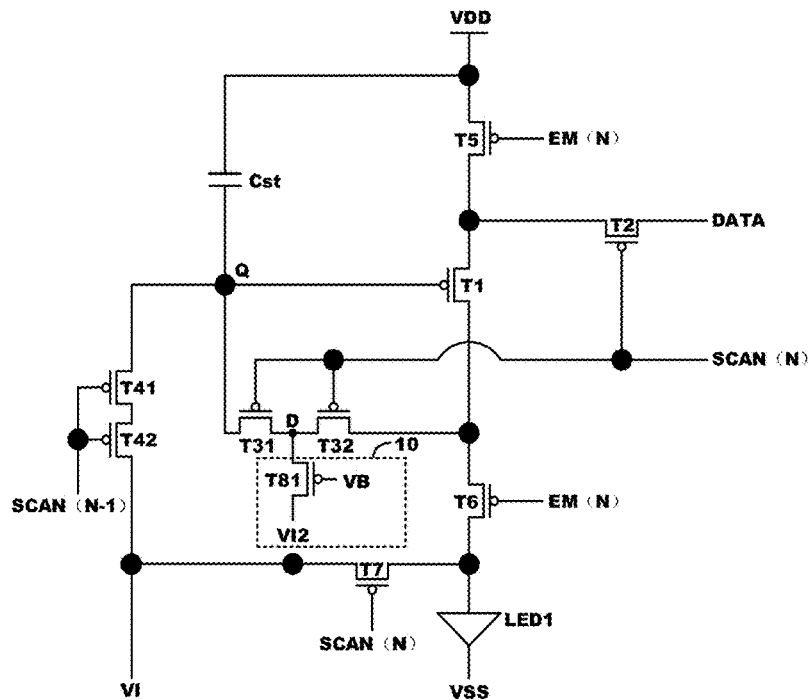 VDD
T5
EM（N）
Cst
T2
DATA
Q
T1
SCAN（N）
T41
D
T31
T32
10
T42
T81
VB
T6
EM（N）
SCAN（N-1）
VI2
T7
LED1
SCAN（N）
VI
VSS